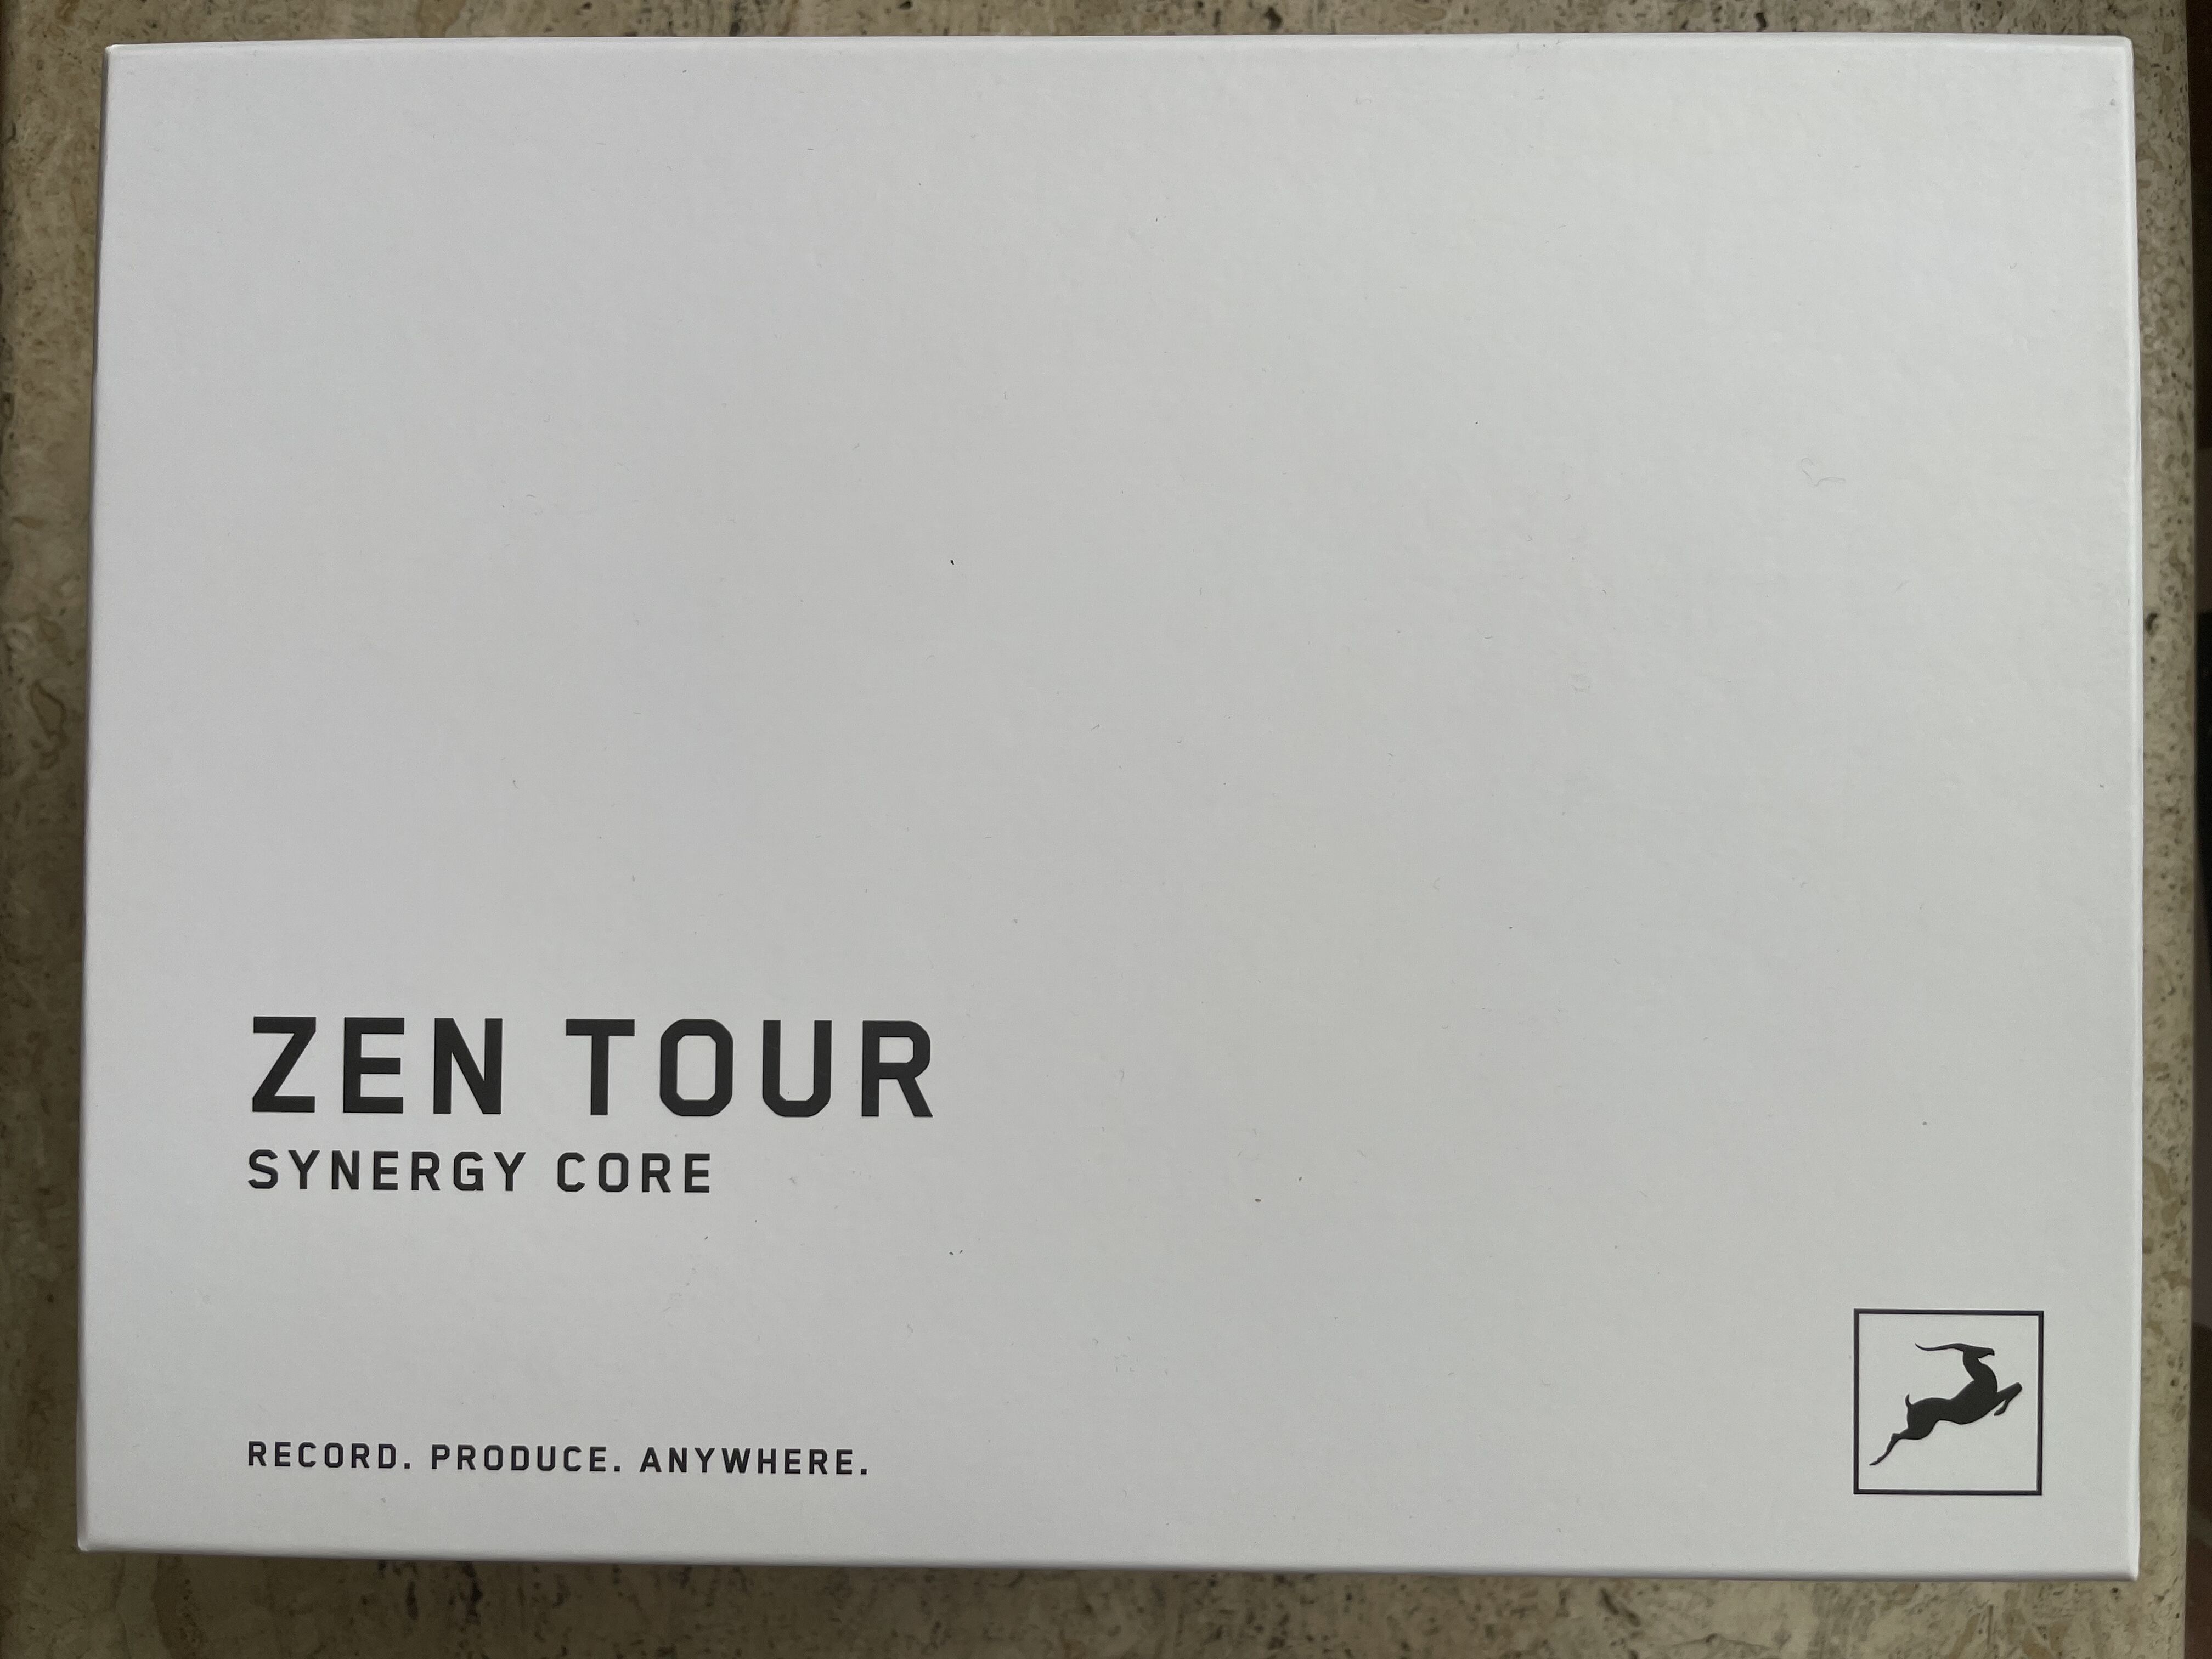 ZEN TOUR
SYNERGY CORE
RECORD. PRODUCE. ANYWHERE.